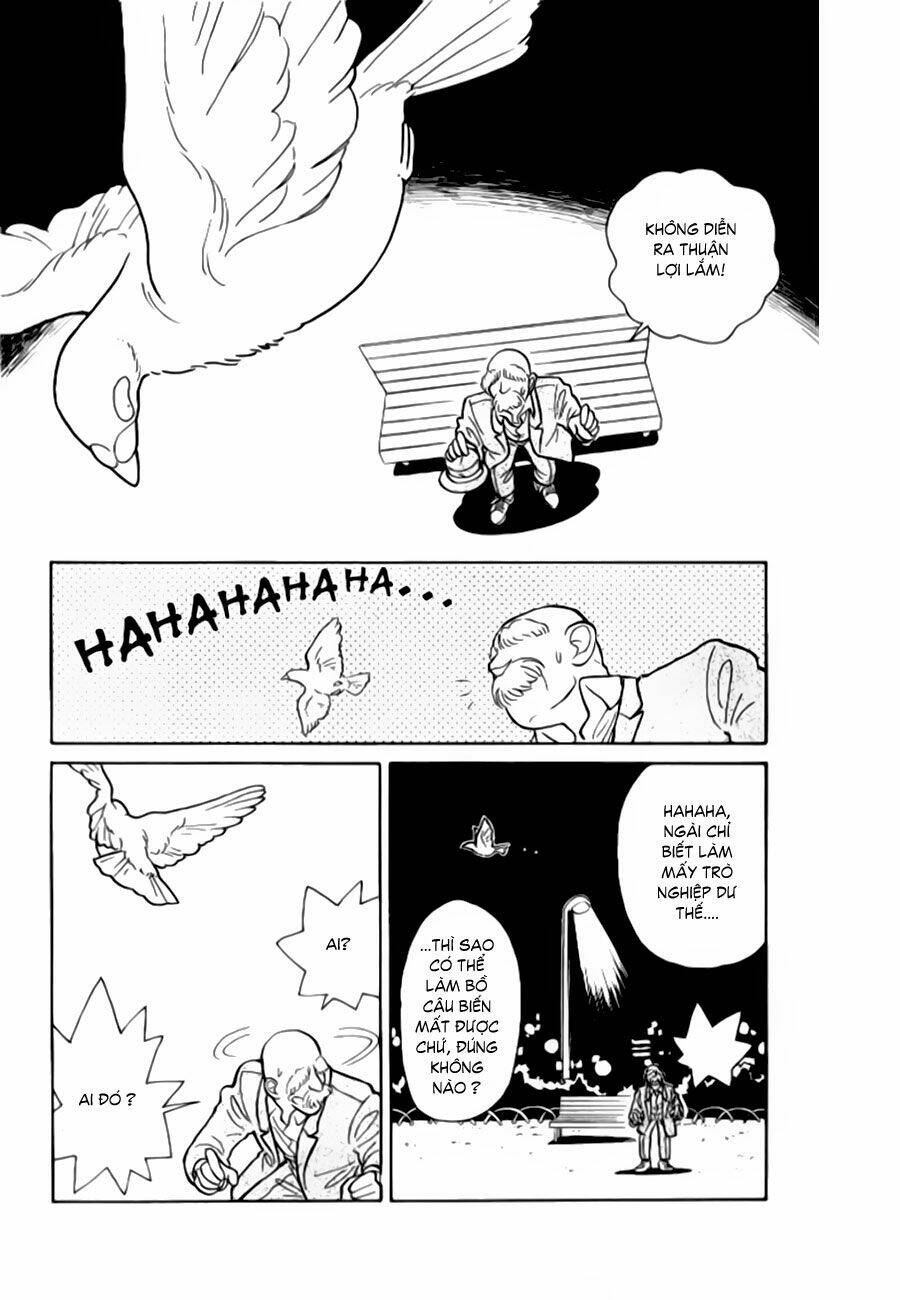 KHÔNG DIỄN
RA THUẬN
LỢI LẮM!
HAHAHAHAHA...
HAHAHA,
NGÀI CHỈ
BIẾT LÀM
MẤY TRÒ
NGHIỆP DƯ
THẾ....
...THÌ SAO
CÓ THỂ
LÀM BỒ
CÂU BIẾN
MẤT ĐƯỢC
CHỨ, ĐÚNG
KHÔNG
NÀO ?
AI?
AI ĐÓ ?